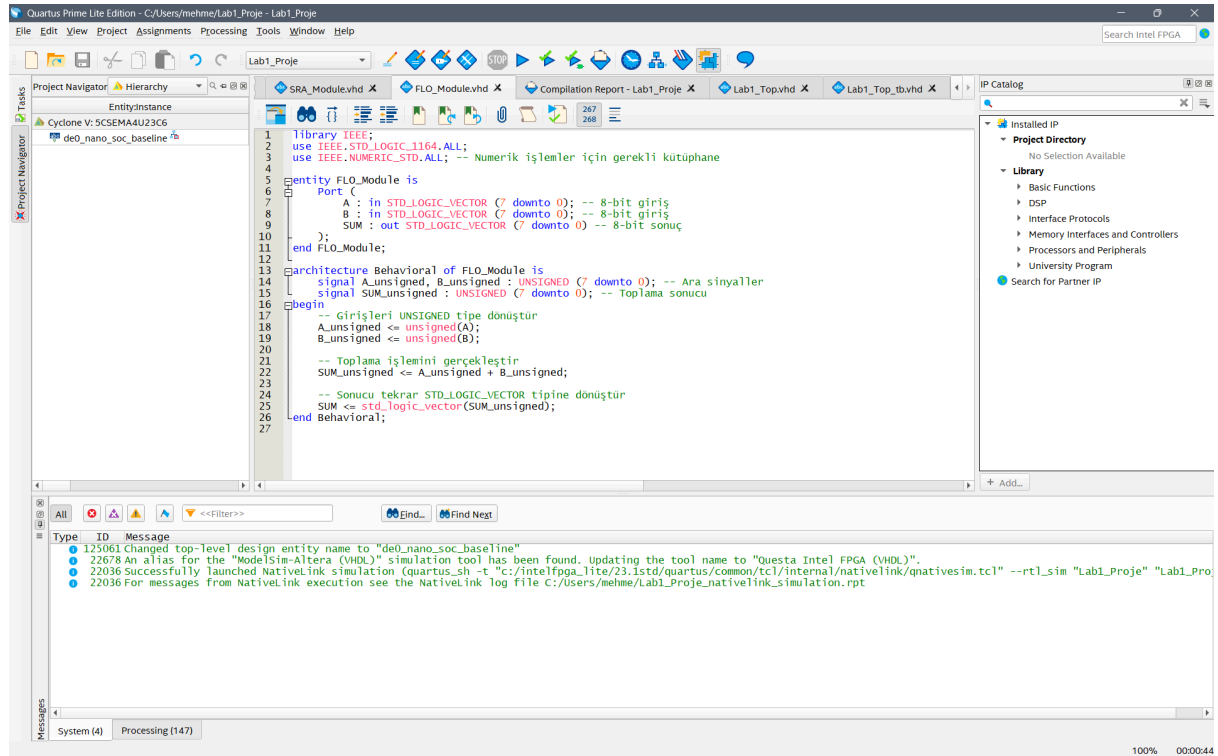 Quartus Prime Lite Edition - C:/Users/mehme/Lab1_Proje - Lab1_Proje
File Edit View Project Assignments Processing Tools Window Help
Search Intel FPGA
Lab1_Proje
STOP
Tasks
Project Navigator
Project Navigator Hierarchy
Entity:Instance
Cyclone V: 5CSEMA4U23C6
de0_nano_soc_baseline
SRA_Module.vhd
FLO_Module.vhd
Compilation Report - Lab1_Proje
Lab1_Top.vhd
Lab1_Top_tb.vhd
267
268
1 library IEEE;
2 use IEEE.STD_LOGIC_1164.ALL;
3 use IEEE.NUMERIC_STD.ALL; -- Numerik işlemler için gerekli kütüphane
4
5 entity FLO_Module is
6 Port (
7 A : in STD_LOGIC_VECTOR (7 downto 0); -- 8-bit giriş
8 B : in STD_LOGIC_VECTOR (7 downto 0); -- 8-bit giriş
9 SUM : out STD_LOGIC_VECTOR (7 downto 0) -- 8-bit sonuç
10 );
11 end FLO_Module;
12
13 architecture Behavioral of FLO_Module is
14 signal A_unsigned, B_unsigned : UNSIGNED (7 downto 0); -- Ara sinyaller
15 signal SUM_unsigned : UNSIGNED (7 downto 0); -- Toplama sonucu
16 begin
17 -- Girişleri UNSIGNED tipe dönüştür
18 A_unsigned <= unsigned(A);
19 B_unsigned <= unsigned(B);
20
21 -- Toplama işlemini gerçekleştir
22 SUM_unsigned <= A_unsigned + B_unsigned;
23
24 -- Sonucu tekrar STD_LOGIC_VECTOR tipine dönüştür
25 SUM <= std_logic_vector(SUM_unsigned);
26 end Behavioral;
27
IP Catalog
Installed IP
Project Directory
No Selection Available
Library
Basic Functions
DSP
Interface Protocols
Memory Interfaces and Controllers
Processors and Peripherals
University Program
Search for Partner IP
+ Add...
Messages
All
<<Filter>>
Find...
Find Next
Type ID Message
125061 Changed top-level design entity name to "de0_nano_soc_baseline"
22678 An alias for the "ModelSim-Altera (VHDL)" simulation tool has been found. Updating the tool name to "Questa Intel FPGA (VHDL)".
22036 Successfully launched NativeLink simulation (quartus_sh -t "c:/intelfpga_lite/23.1std/quartus/common/tcl/internal/nativelink/qnativesim.tcl" --rtl_sim "Lab1_Proje" "Lab1_Proj
22036 For messages from NativeLink execution see the NativeLink log file C:/Users/mehme/Lab1_Proje_nativelink_simulation.rpt
System (4)
Processing (147)
100% 00:00:44